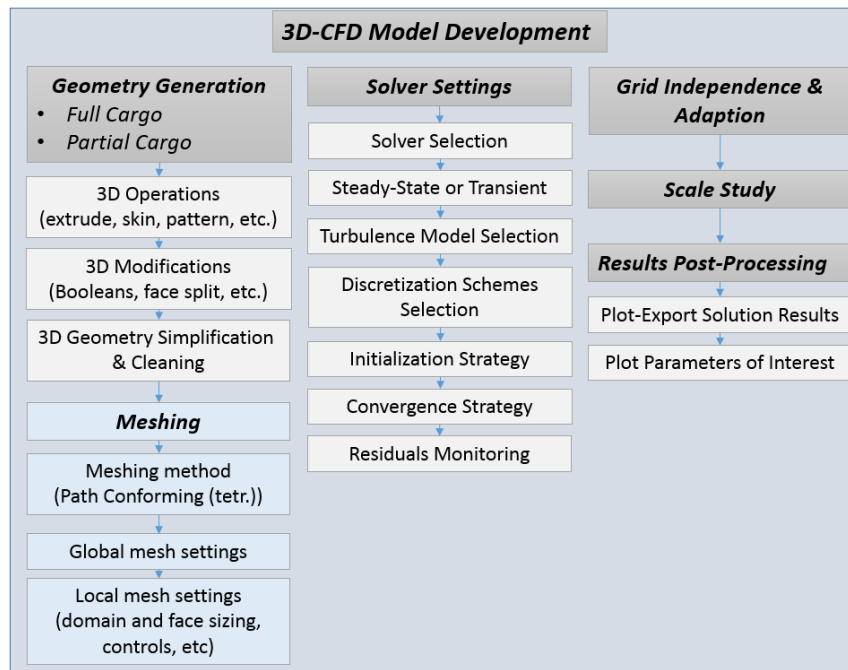 3D-CFD Model Development
Geometry Generation
• Full Cargo
• Partial Cargo
3D Operations
(extrude, skin, pattern, etc.)
3D Modifications
(Booleans, face split, etc.)
3D Geometry Simplification
& Cleaning
Meshing
Meshing method
(Path Conforming (tetr.))
Global mesh settings
Local mesh settings
(domain and face sizing,
controls, etc)
Solver Settings
Solver Selection
Steady-State or Transient
Turbulence Model Selection
Discretization Schemes
Selection
Initialization Strategy
Convergence Strategy
Residuals Monitoring
Grid Independence &
Adaption
Scale Study
Results Post-Processing
Plot-Export Solution Results
Plot Parameters of Interest